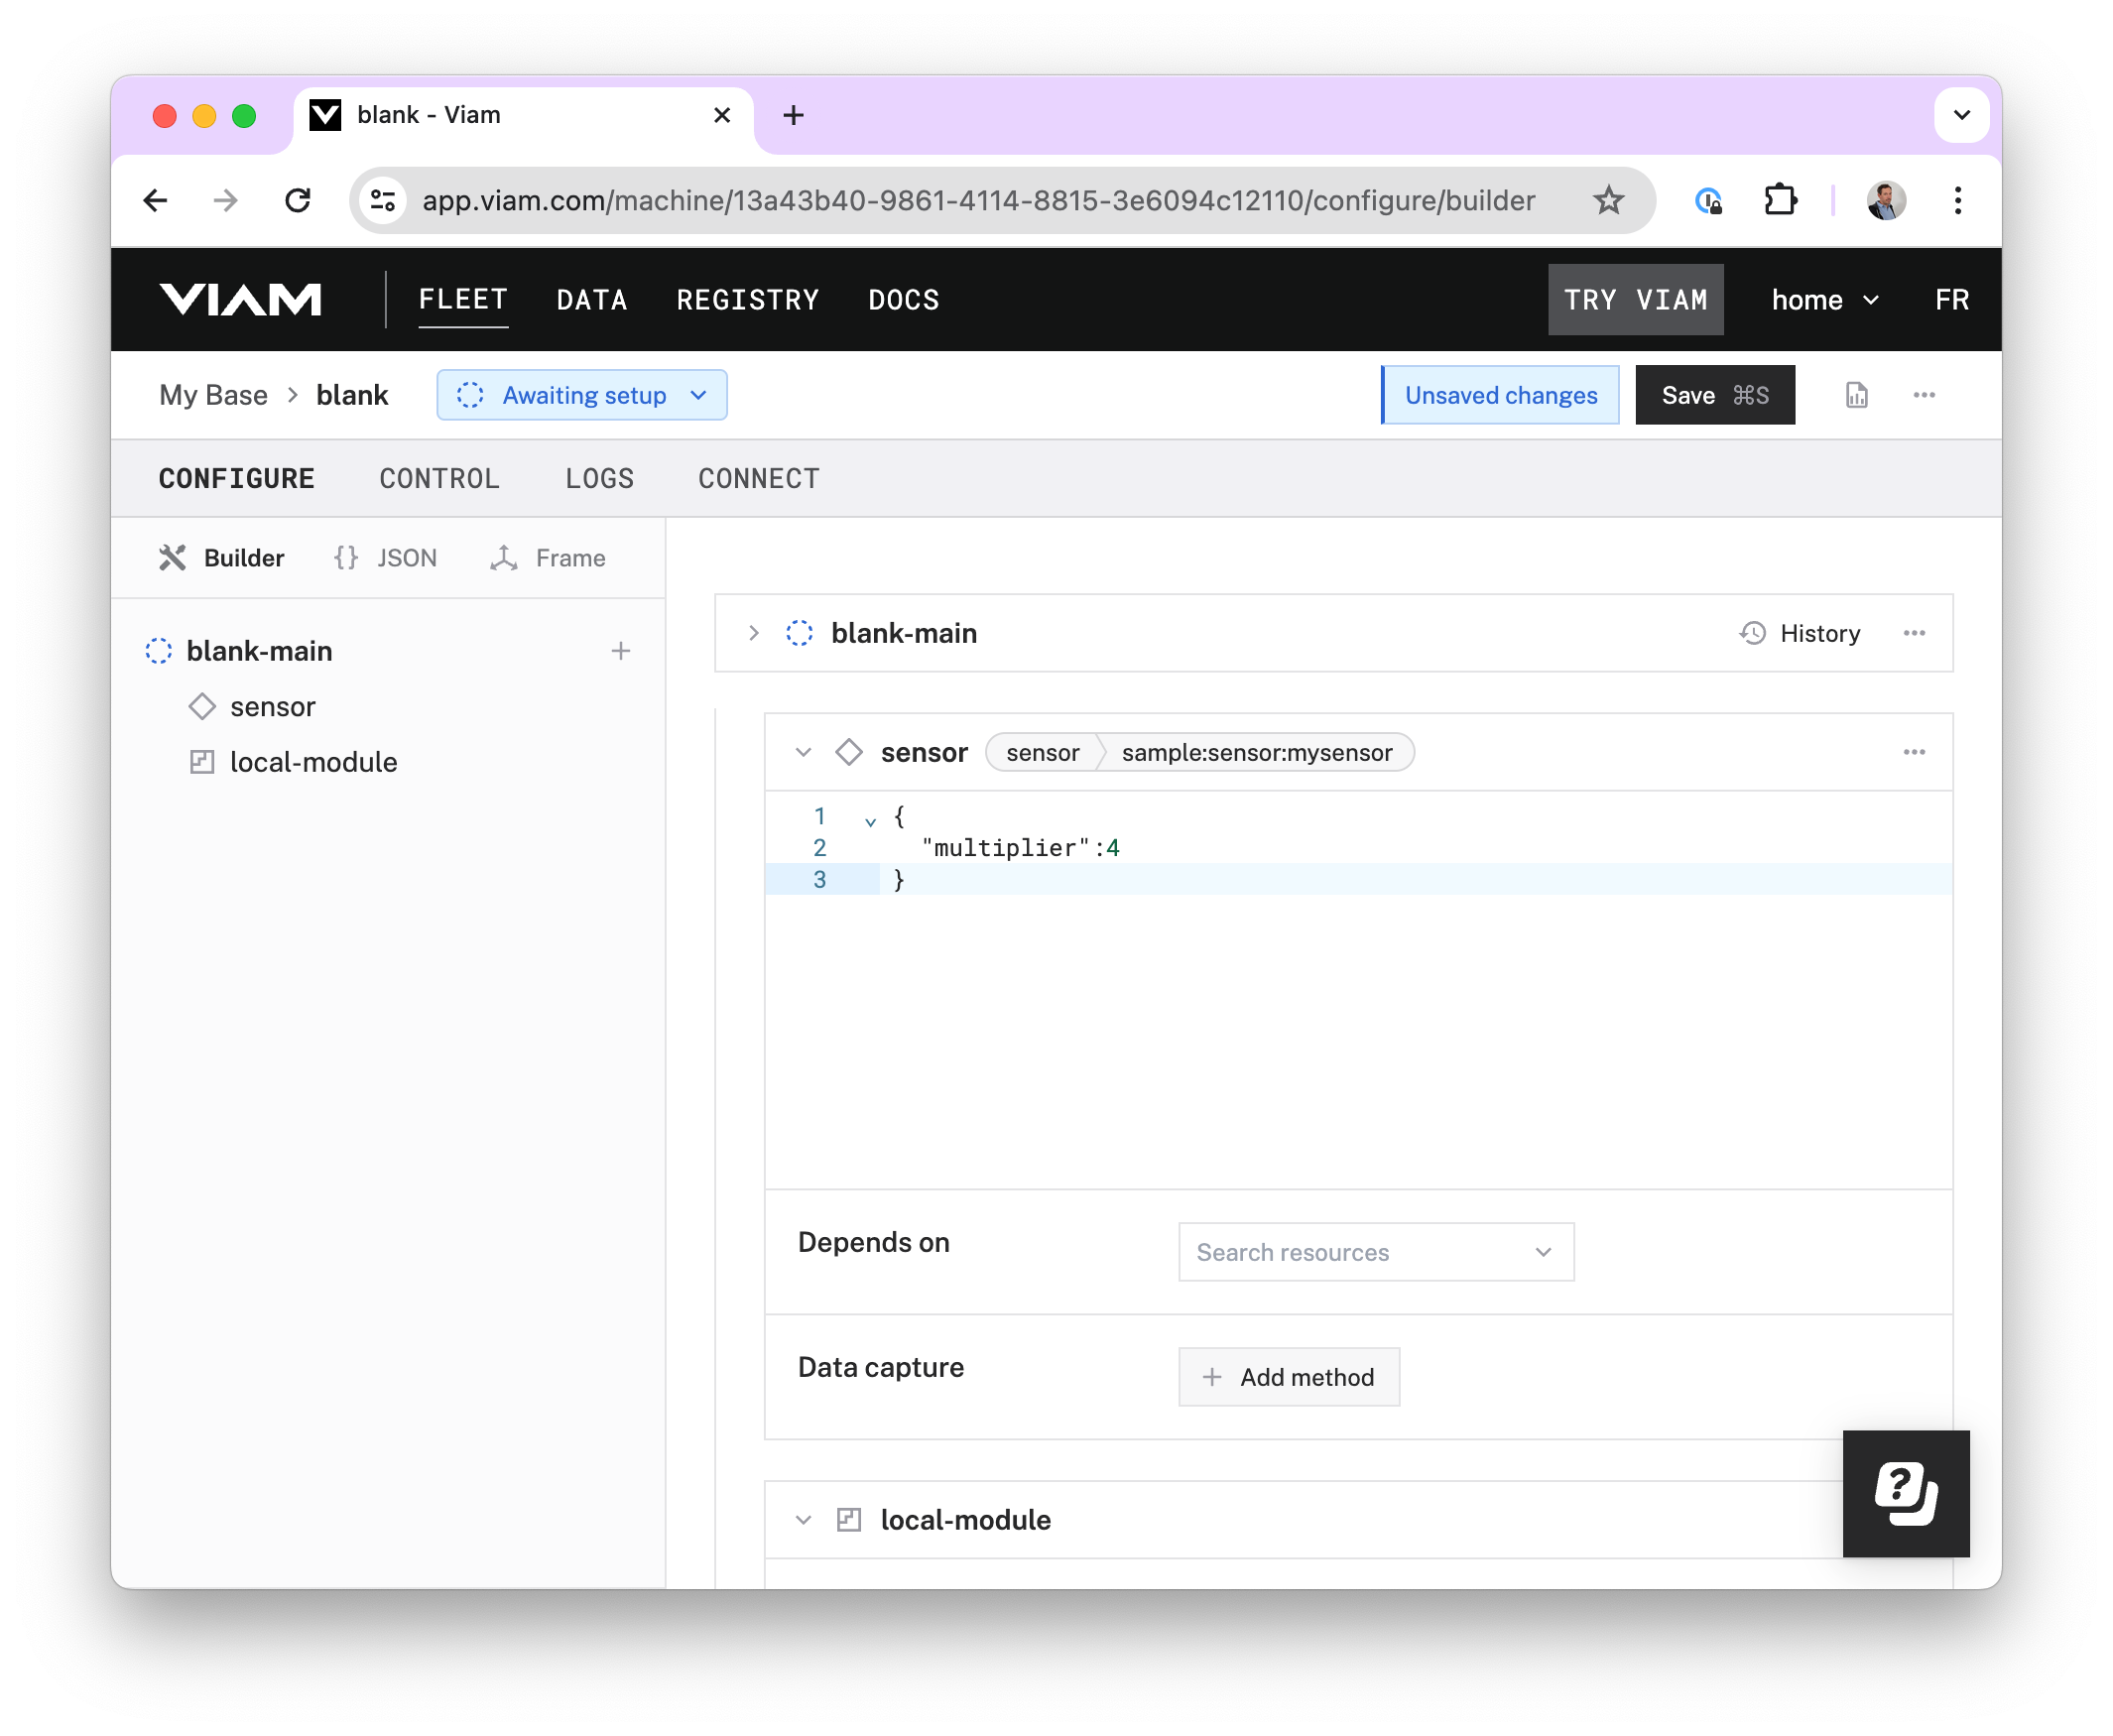 blank - Viam
app.viam.com/machine/13a43b40-9861-4114-8815-3e6094c12110/configure/builder
VIAM FLEET DATA REGISTRY DOCS TRY VIAM home FR
My Base > blank Awaiting setup Unsaved changes Save ⌘S
CONFIGURE CONTROL LOGS CONNECT
Builder {} JSON Frame
blank-main
sensor
local-module
blank-main History
sensor sensor sample:sensor:mysensor
1 {
2 "multiplier":4
3 }
Depends on Search resources
Data capture + Add method
local-module